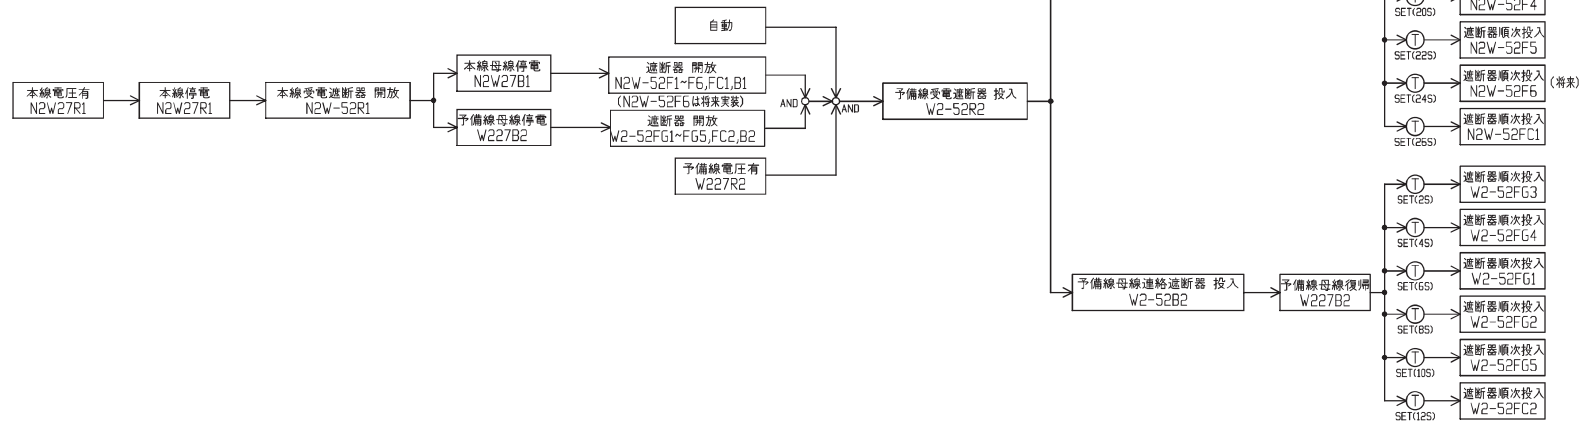 自動
本線電圧有
N2W27R1
本線停電
N2W27R1
本線受電遮断器 開放
N2W-52R1
本線母線停電
N2W27B1
予備線母線停電
W227B2
遮断器 開放
N2W-52F1~F6,FC1,B1
(N2W-52F6は将来実装)
遮断器 開放
W2-52FG1~FG5,FC2,B2
AND
AND
予備線電圧有
W227R2
予備線受電遮断器 投入
W2-52R2
予備線母線連絡遮断器 投入
W2-52B2
予備線母線復帰
W227B2
T
SET(20S)
N2W-52F4
T
SET(22S)
遮断器順次投入
N2W-52F5
T
SET(24S)
遮断器順次投入
N2W-52F6
(将来)
T
SET(26S)
遮断器順次投入
N2W-52FC1
T
SET(2S)
遮断器順次投入
W2-52FG3
T
SET(4S)
遮断器順次投入
W2-52FG4
T
SET(6S)
遮断器順次投入
W2-52FG1
T
SET(8S)
遮断器順次投入
W2-52FG2
T
SET(10S)
遮断器順次投入
W2-52FG5
T
SET(12S)
遮断器順次投入
W2-52FC2